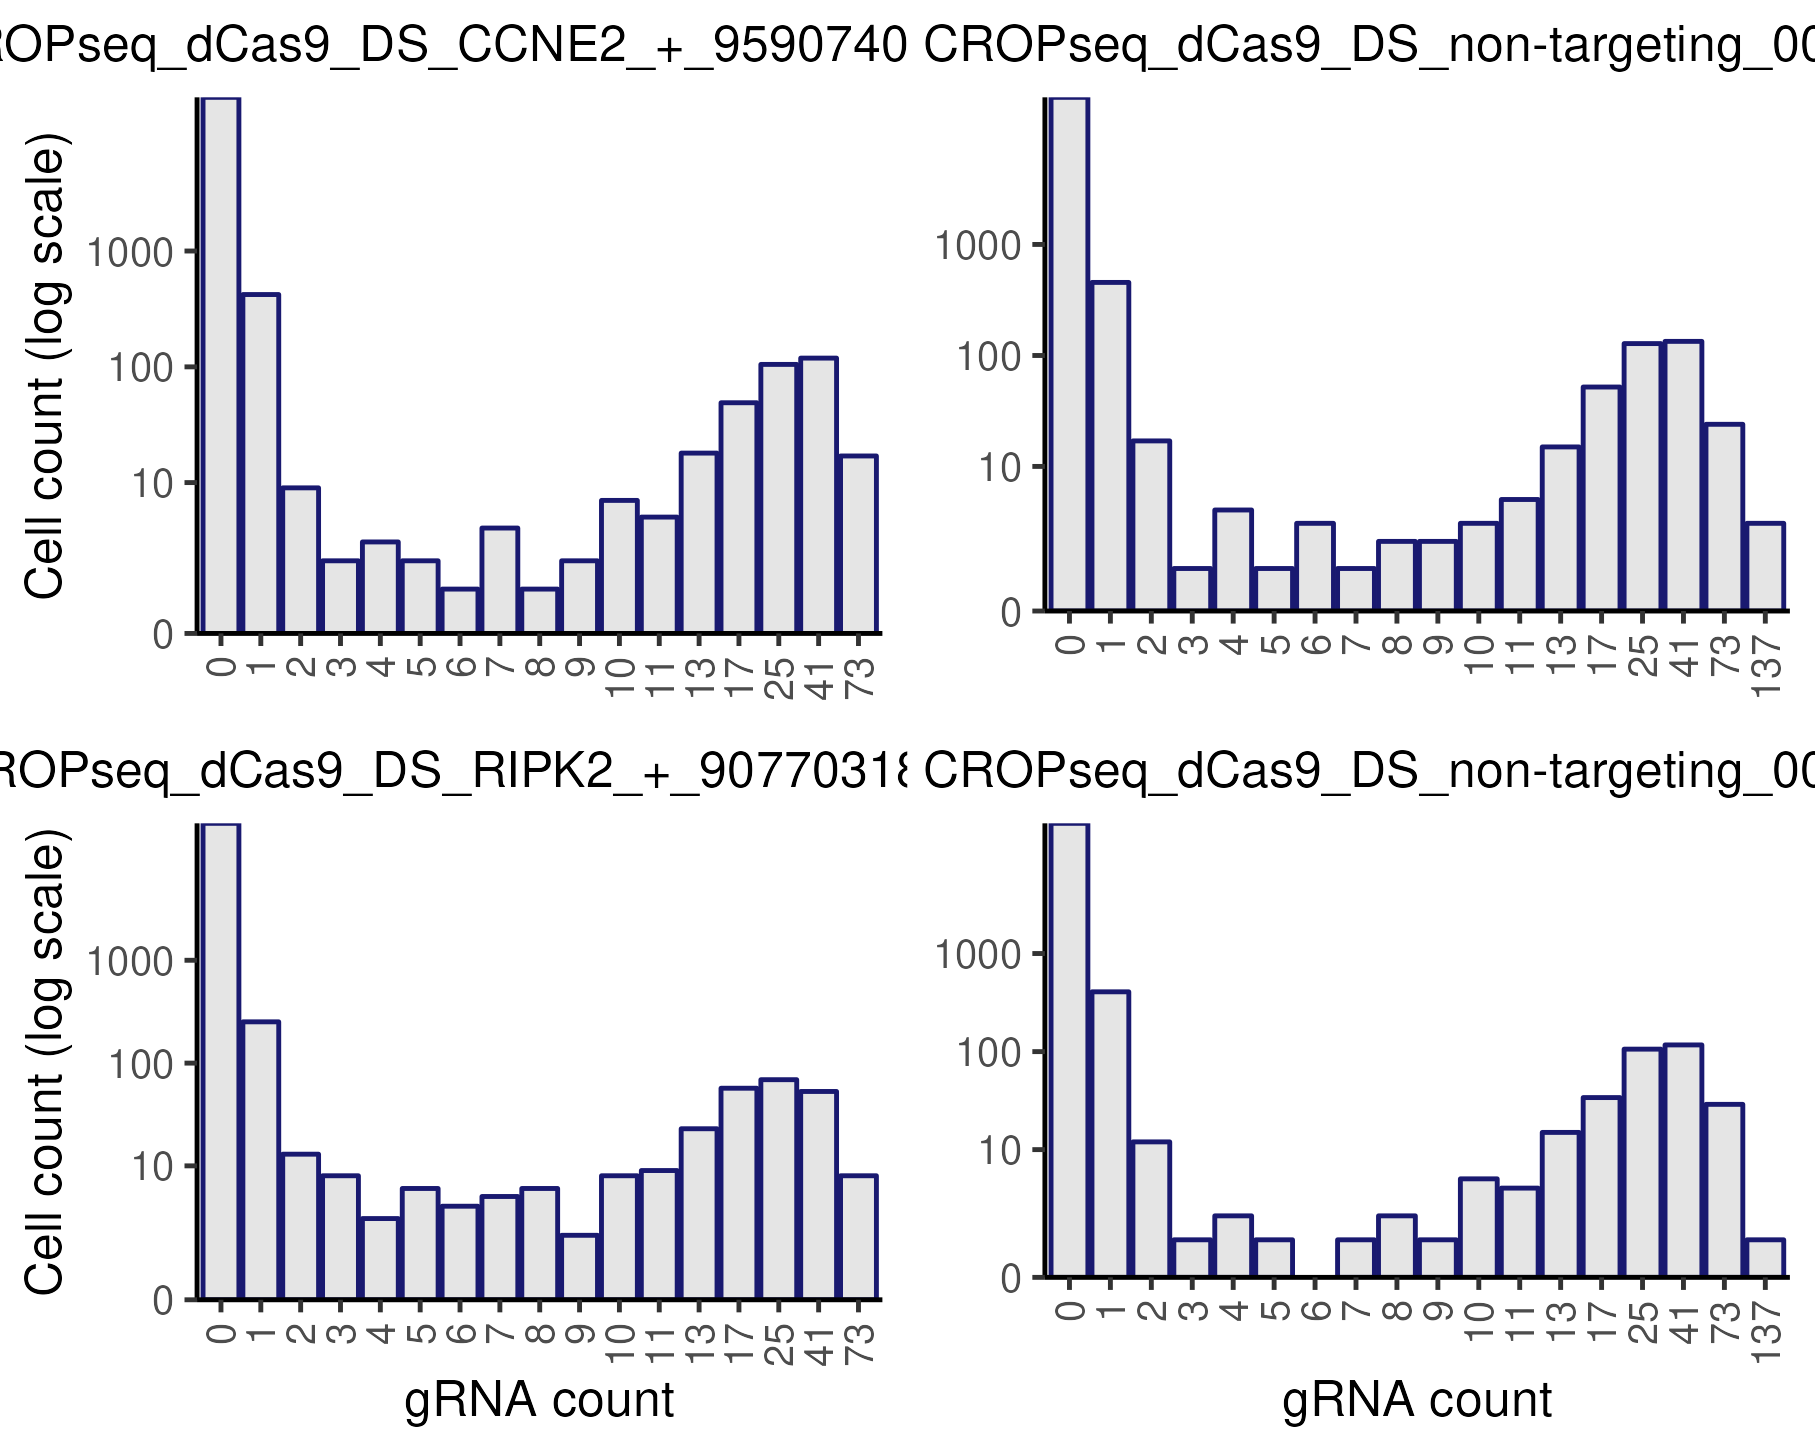 ROPseq_dCas9_DS_CCNE2_+_9590740
Cell count (log scale)
1000
100
10
0
0 1 2 3 4 5 6 7 8 9 10 11 13 17 25 41 73
CROPseq_dCas9_DS_non-targeting_00
1000
100
10
0
0 1 2 3 4 5 6 7 8 9 10 11 13 17 25 41 73 137
ROPseq_dCas9_DS_RIPK2_+_90770318
Cell count (log scale)
1000
100
10
0
0 1 2 3 4 5 6 7 8 9 10 11 13 17 25 41 73
gRNA count
CROPseq_dCas9_DS_non-targeting_00
1000
100
10
0
0 1 2 3 4 5 6 7 8 9 10 11 13 17 25 41 73 137
gRNA count